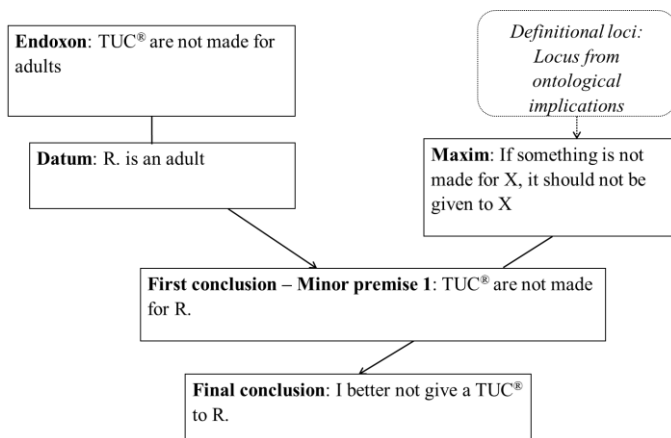 Endoxon: TUC® are not made for
adults
Definitional loci:
Locus from
ontological
implications
Datum: R. is an adult
Maxim: If something is not
made for X, it should not be
given to X
First conclusion – Minor premise 1: TUC® are not made
for R.
Final conclusion: I better not give a TUC®
to R.